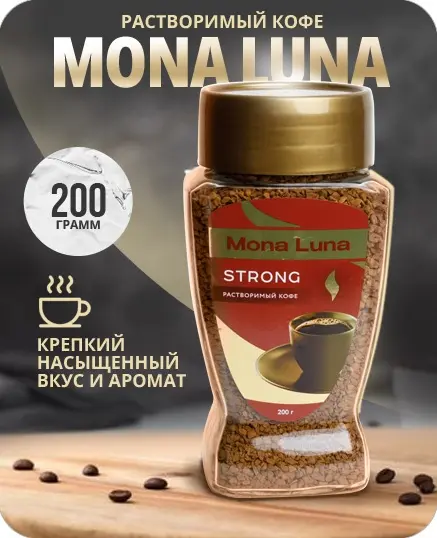 РАСТВОРИМЫЙ КОФЕ
MONA LUNA
200
ГРАММ
КРЕПКИЙ
НАСЫЩЕННЫЙ
ВКУС И АРОМАТ
Mona Luna
STRONG
РАСТВОРИМЫЙ КОФЕ
200 г